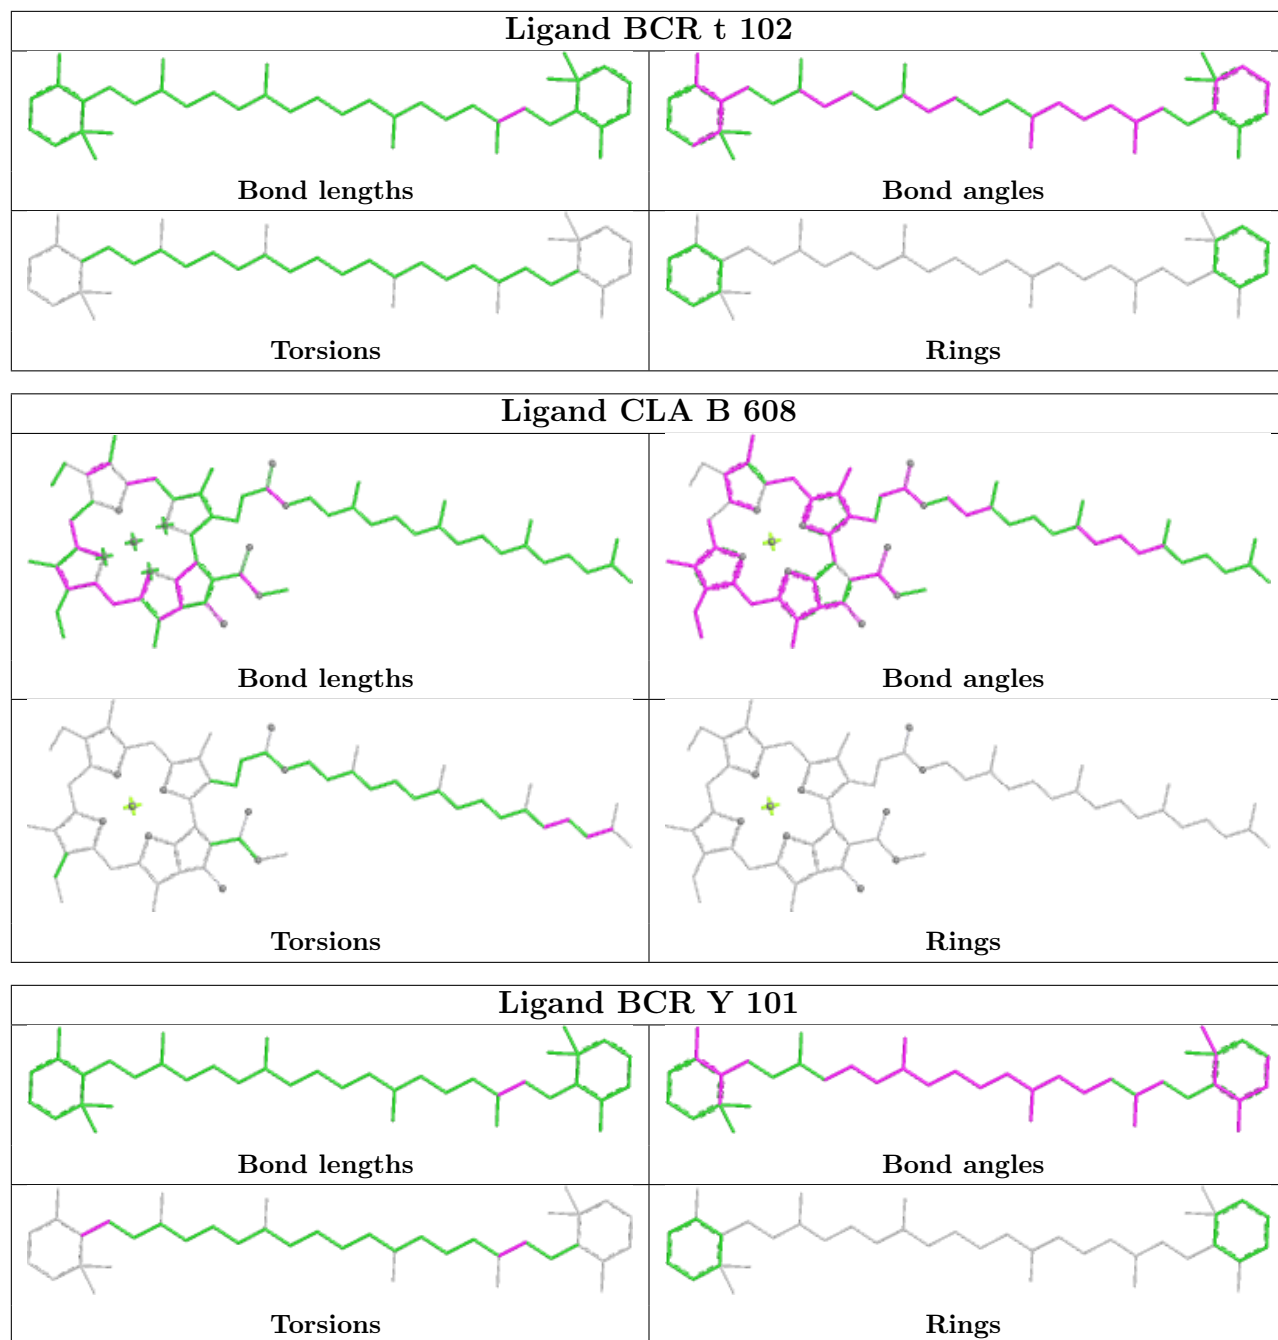 Ligand BCR t 102
Bond lengths
Bond angles
Torsions
Rings
Ligand CLA B 608
Bond lengths
Bond angles
Torsions
Rings
Ligand BCR Y 101
Bond lengths
Bond angles
Torsions
Rings